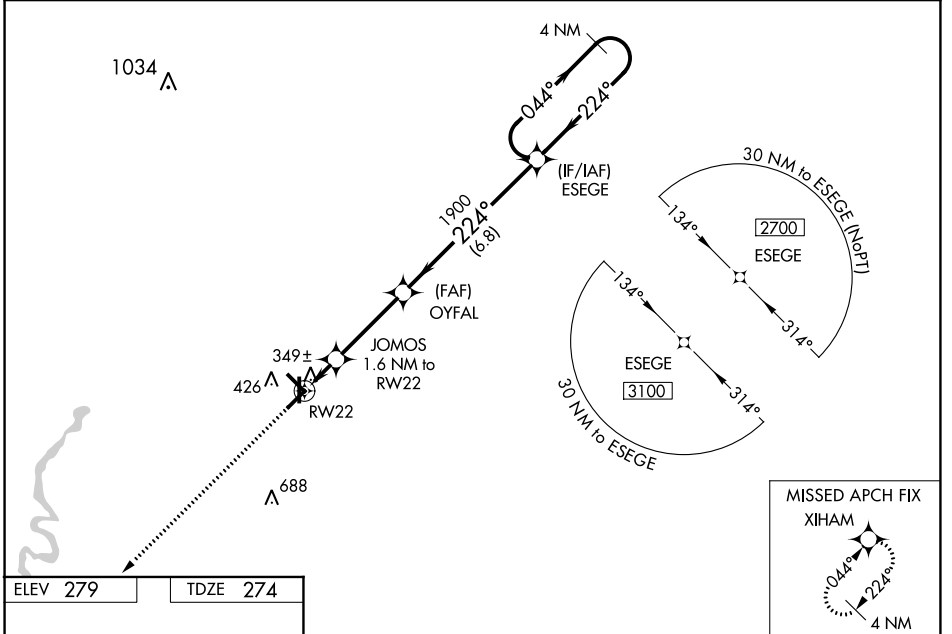 4 NM
1034
044°
224°
(IF/IAF)
ESEGE
1900
224°
(6.8)
30 NM to ESEGE (NoPT)
134°
2700
ESEGE
314°
(FAF)
OYFAL
134°
ESEGE
3100
314°
30 NM to ESEGE
JOMOS
1.6 NM to
RW22
349±
426
RW22
688
MISSED APCH FIX
XIHAM
044°
224°
4 NM
ELEV 279
TDZE 274